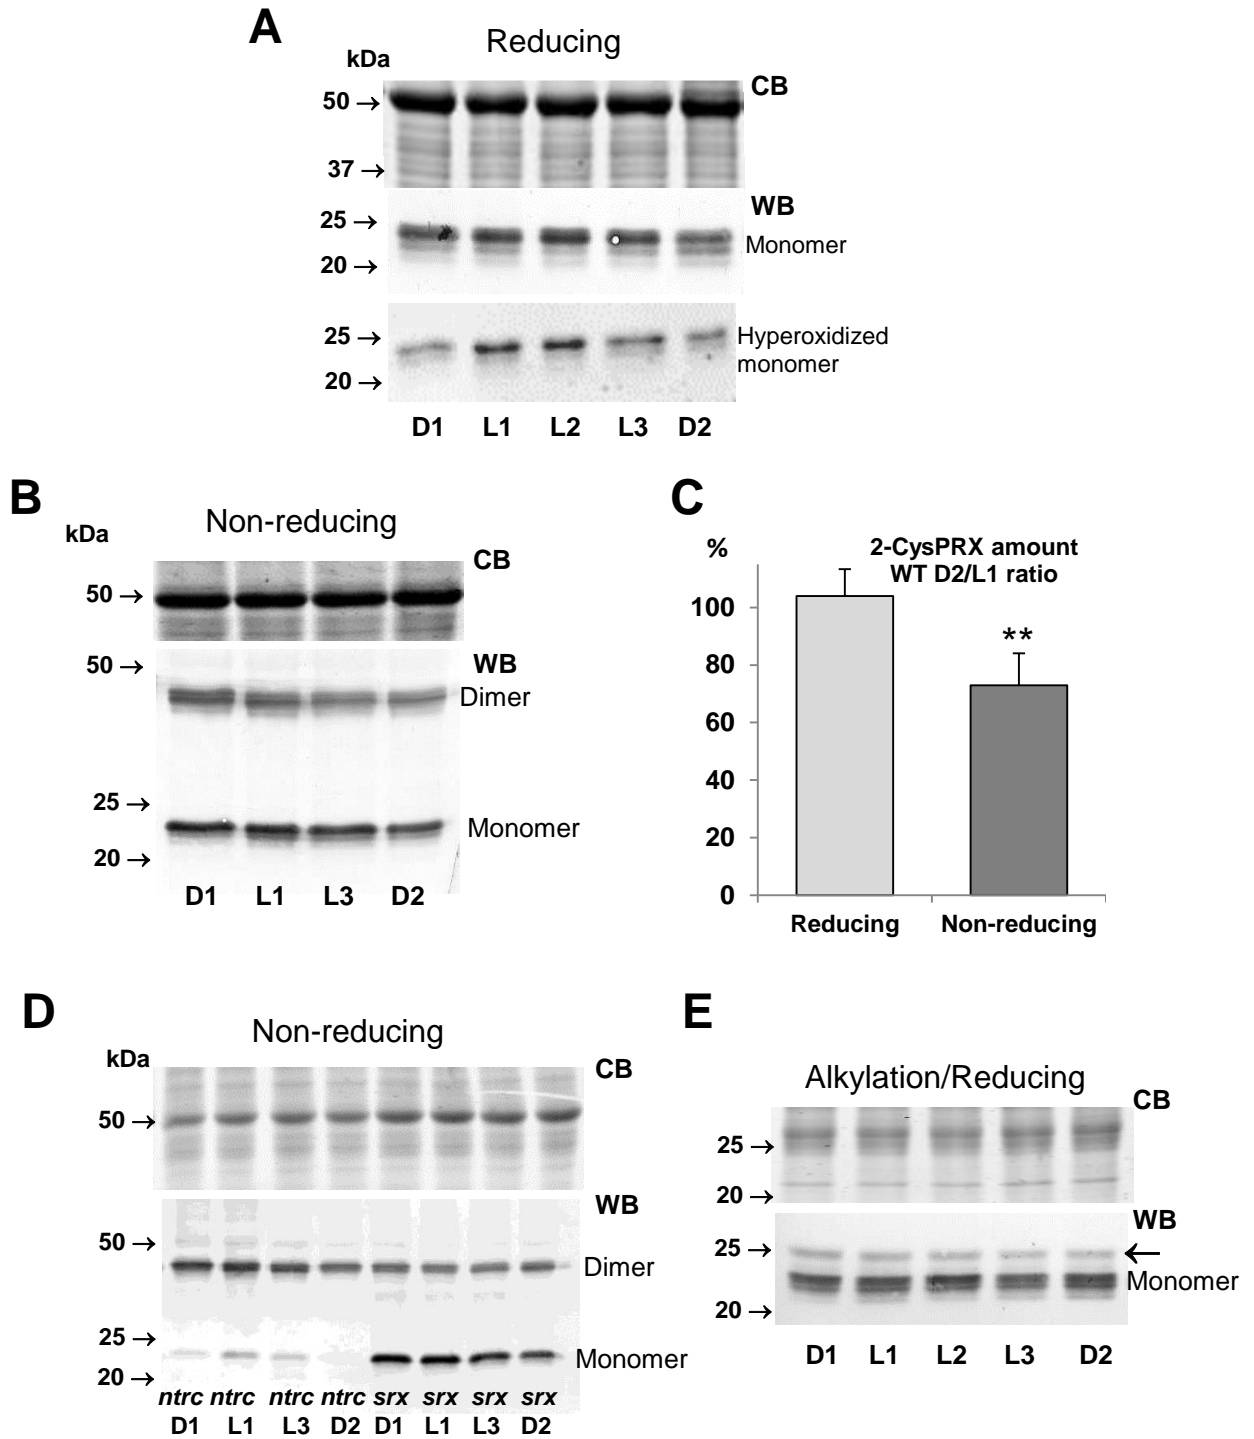 A
Reducing
kDa
CB
50 →
37 →
WB
25 →
Monomer
20 →
25 →
Hyperoxidized
monomer
20 →
D1 L1 L2 L3 D2
B
Non-reducing
kDa
CB
50 →
50 →
WB
Dimer
25 →
Monomer
20 →
D1 L1 L3 D2
C
%
2-CysPRX amount
WT D2/L1 ratio
100
**
80
60
40
20
0
Reducing Non-reducing
D
Non-reducing
kDa
CB
50 →
WB
50 →
Dimer
25 →
Monomer
20 →
ntrc ntrc ntrc ntrc srx srx srx srx
D1 L1 L3 D2 D1 L1 L3 D2
E
Alkylation/Reducing
CB
25 →
20 →
WB
25 →
←
Monomer
20 →
D1 L1 L2 L3 D2